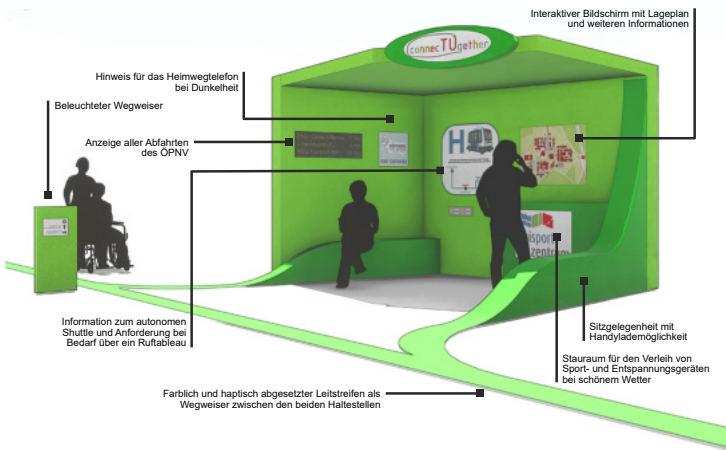 Interaktiver Bildschirm mit Lageplan
und weiteren Informationen
connecTUgether
Hinweis für das Heimwegtelefon
bei Dunkelheit
Beleuchteter Wegweiser
Anzeige aller Abfahrten
des ÖPNV
H
Information zum autonomen
Shuttle und Anforderung bei
Bedarf über ein Ruftableau
Sitzgelegenheit mit
Handylademöglichkeit
Stauraum für den Verleih von
Sport- und Entspannungsgeräten
bei schönem Wetter
Farblich und haptisch abgesetzter Leitstreifen als
Wegweiser zwischen den beiden Haltestellen